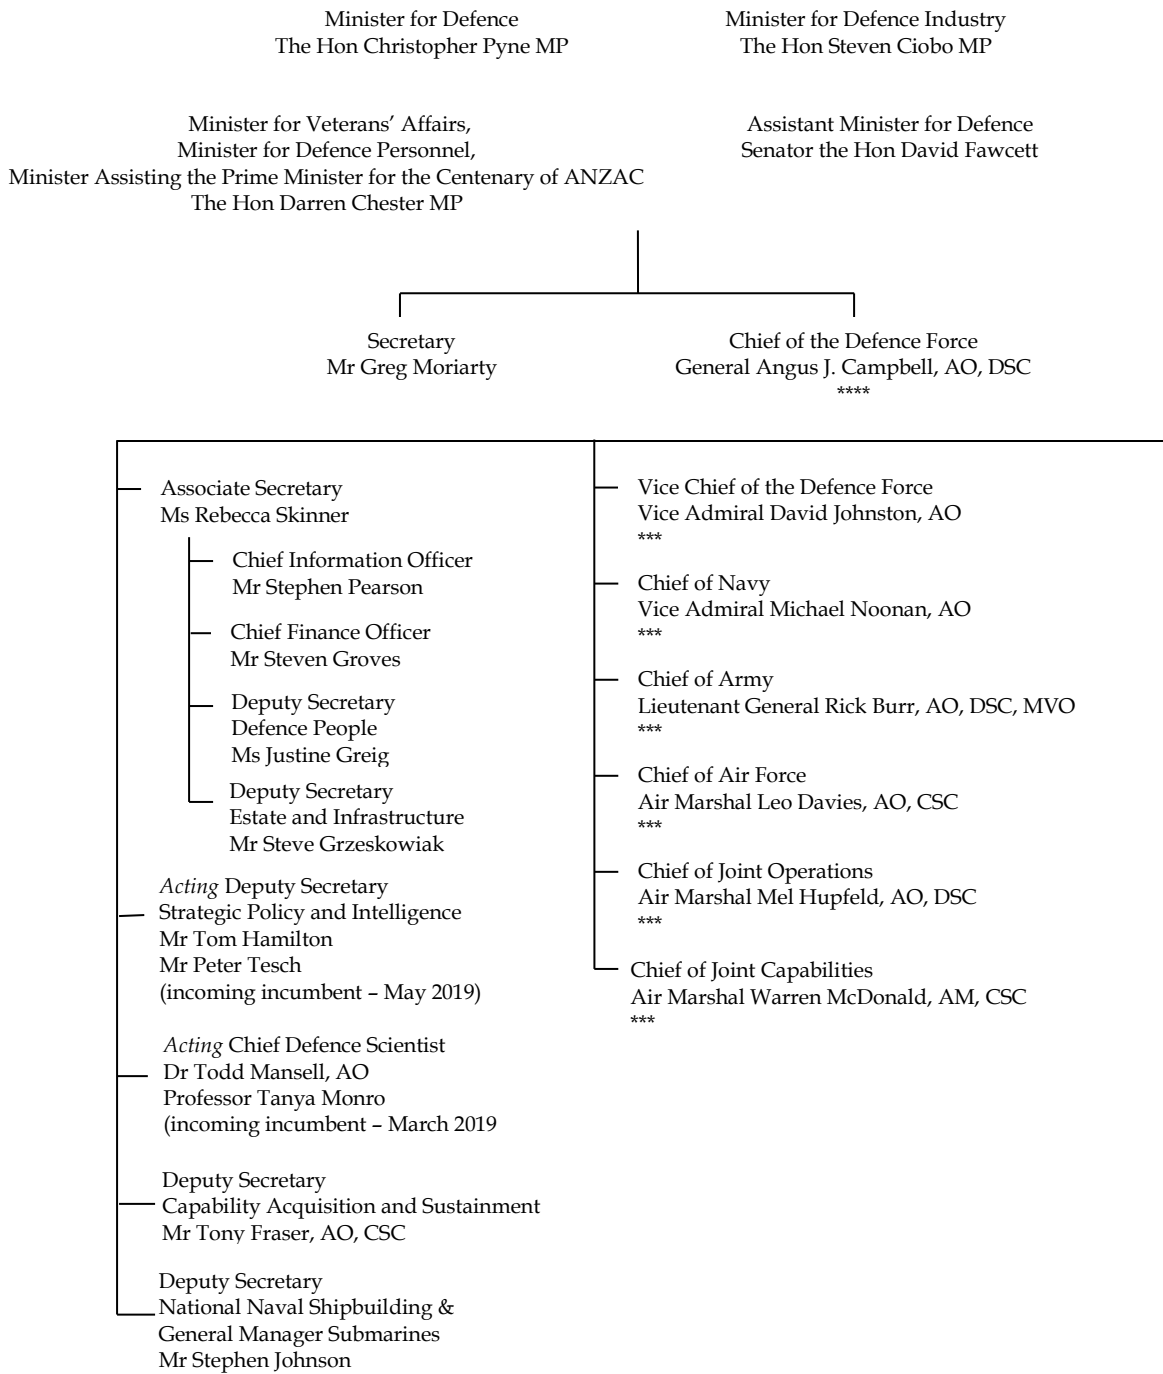 Minister for Defence
The Hon Christopher Pyne MP
Minister for Defence Industry
The Hon Steven Ciobo MP
Minister for Veterans’ Affairs,
Minister for Defence Personnel,
Minister Assisting the Prime Minister for the Centenary of ANZAC
The Hon Darren Chester MP
Assistant Minister for Defence
Senator the Hon David Fawcett
Secretary
Mr Greg Moriarty
Chief of the Defence Force
General Angus J. Campbell, AO, DSC
****
Associate Secretary
Ms Rebecca Skinner
Chief Information Officer
Mr Stephen Pearson
Chief Finance Officer
Mr Steven Groves
Deputy Secretary
Defence People
Ms Justine Greig
Deputy Secretary
Estate and Infrastructure
Mr Steve Grzeskowiak
Acting Deputy Secretary
Strategic Policy and Intelligence
Mr Tom Hamilton
Mr Peter Tesch
(incoming incumbent – May 2019)
Acting Chief Defence Scientist
Dr Todd Mansell, AO
Professor Tanya Monro
(incoming incumbent – March 2019
Deputy Secretary
Capability Acquisition and Sustainment
Mr Tony Fraser, AO, CSC
Deputy Secretary
National Naval Shipbuilding &
General Manager Submarines
Mr Stephen Johnson
Vice Chief of the Defence Force
Vice Admiral David Johnston, AO
***
Chief of Navy
Vice Admiral Michael Noonan, AO
***
Chief of Army
Lieutenant General Rick Burr, AO, DSC, MVO
***
Chief of Air Force
Air Marshal Leo Davies, AO, CSC
***
Chief of Joint Operations
Air Marshal Mel Hupfeld, AO, DSC
***
Chief of Joint Capabilities
Air Marshal Warren McDonald, AM, CSC
***